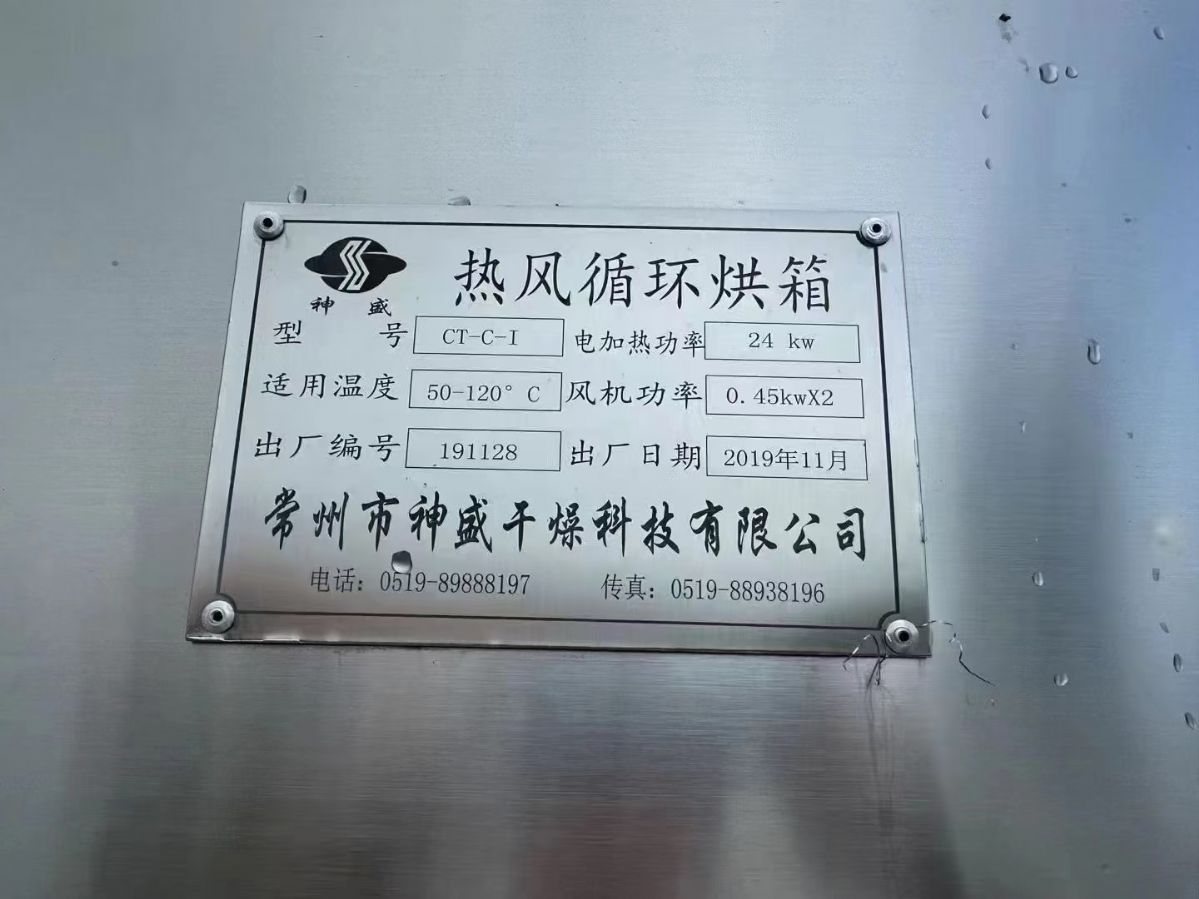 热风循环烘箱
神 盛
型 号 CT-C-I 电加热功率 24 kw
适用温度 50-120° C 风机功率 0.45kwX2
出厂编号 191128 出厂日期 2019年11月
常州市神盛干燥科技有限公司
电话：0519-89888197 传真：0519-88938196